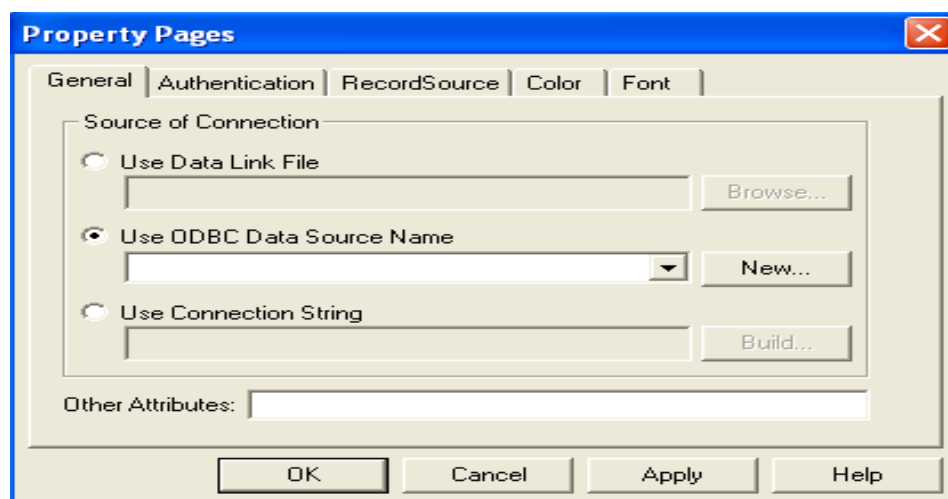 Property Pages
General Authentication RecordSource Color Font
Source of Connection
Use Data Link File
Browse...
Use ODBC Data Source Name
New...
Use Connection String
Build...
Other Attributes:
OK Cancel Apply Help